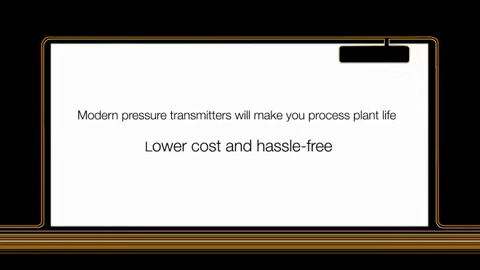 Modern pressure transmitters will make you process plant life
Lower cost and hassle-free